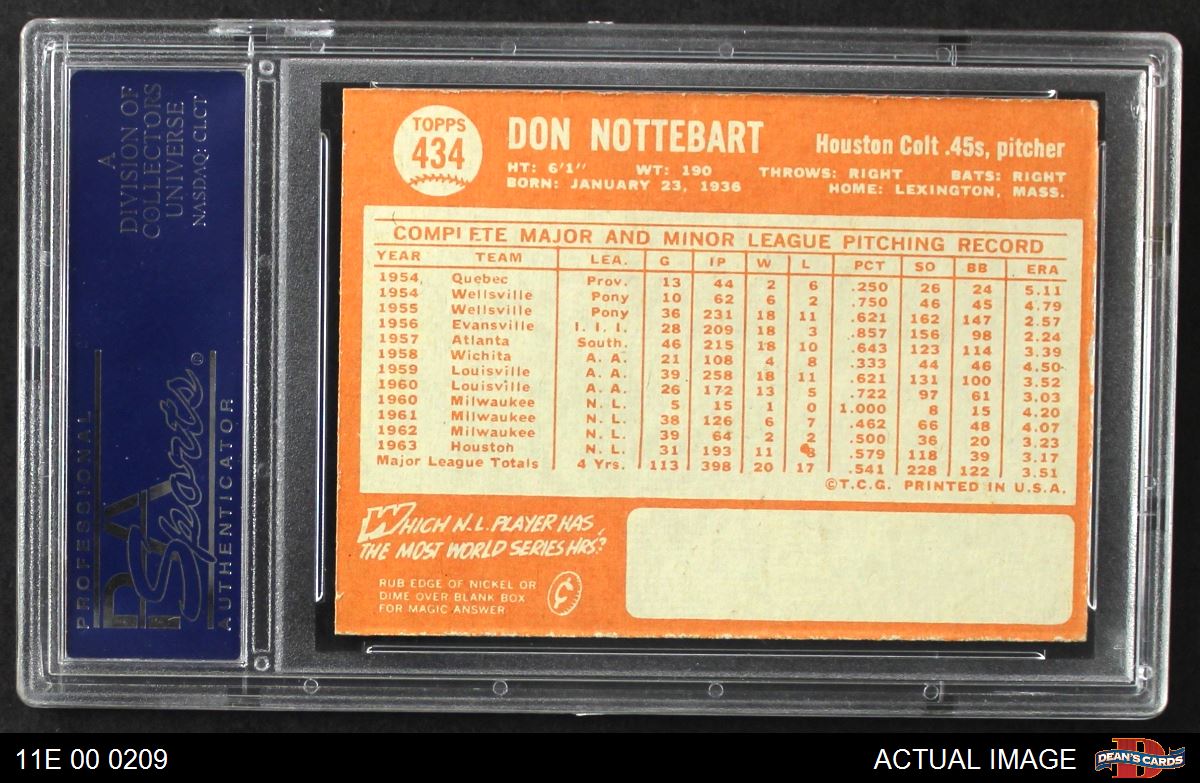 A
DIVISION OF
COLLECTORS
UNIVERSE
NASDAQ: CLCT
PROFESSIONAL
PSA
Sports®
AUTHENTICATOR
TOPPS
434
DON NOTTEBART
Houston Colt .45s, pitcher
HT: 6'1" WT: 190 THROWS: RIGHT BATS: RIGHT
BORN: JANUARY 23, 1936 HOME: LEXINGTON, MASS.
COMPLETE MAJOR AND MINOR LEAGUE PITCHING RECORD
YEAR TEAM LEA. G IP W L PCT SO BB ERA
1954 Quebec Prov. 13 44 2 6 .250 26 24 5.11
1954 Wellsville Pony 10 62 6 2 .750 46 45 4.79
1955 Wellsville Pony 36 231 18 11 .621 162 147 2.57
1956 Evansville I. I. I. 28 209 18 3 .857 156 98 2.24
1957 Atlanta South. 46 215 18 10 .643 123 114 3.39
1958 Wichita A. A. 21 108 4 8 .333 44 46 4.50
1959 Louisville A. A. 39 258 18 11 .621 131 100 3.52
1960 Louisville A. A. 26 172 13 5 .722 97 61 3.03
1960 Milwaukee N. L. 5 15 1 0 1.000 8 15 4.20
1961 Milwaukee N. L. 38 126 6 7 .462 66 48 4.07
1962 Milwaukee N. L. 39 64 2 2 .500 36 20 3.23
1963 Houston N. L. 31 193 11 8 .579 118 39 3.17
Major League Totals 4 Yrs. 113 398 20 17 .541 228 122 3.51
©T.C.G. PRINTED IN U.S.A.
WHICH N.L. PLAYER HAS
THE MOST WORLD SERIES HRS?
RUB EDGE OF NICKEL OR
DIME OVER BLANK BOX
FOR MAGIC ANSWER
¢
11E 00 0209
ACTUAL IMAGE
D
DEAN'S CARDS